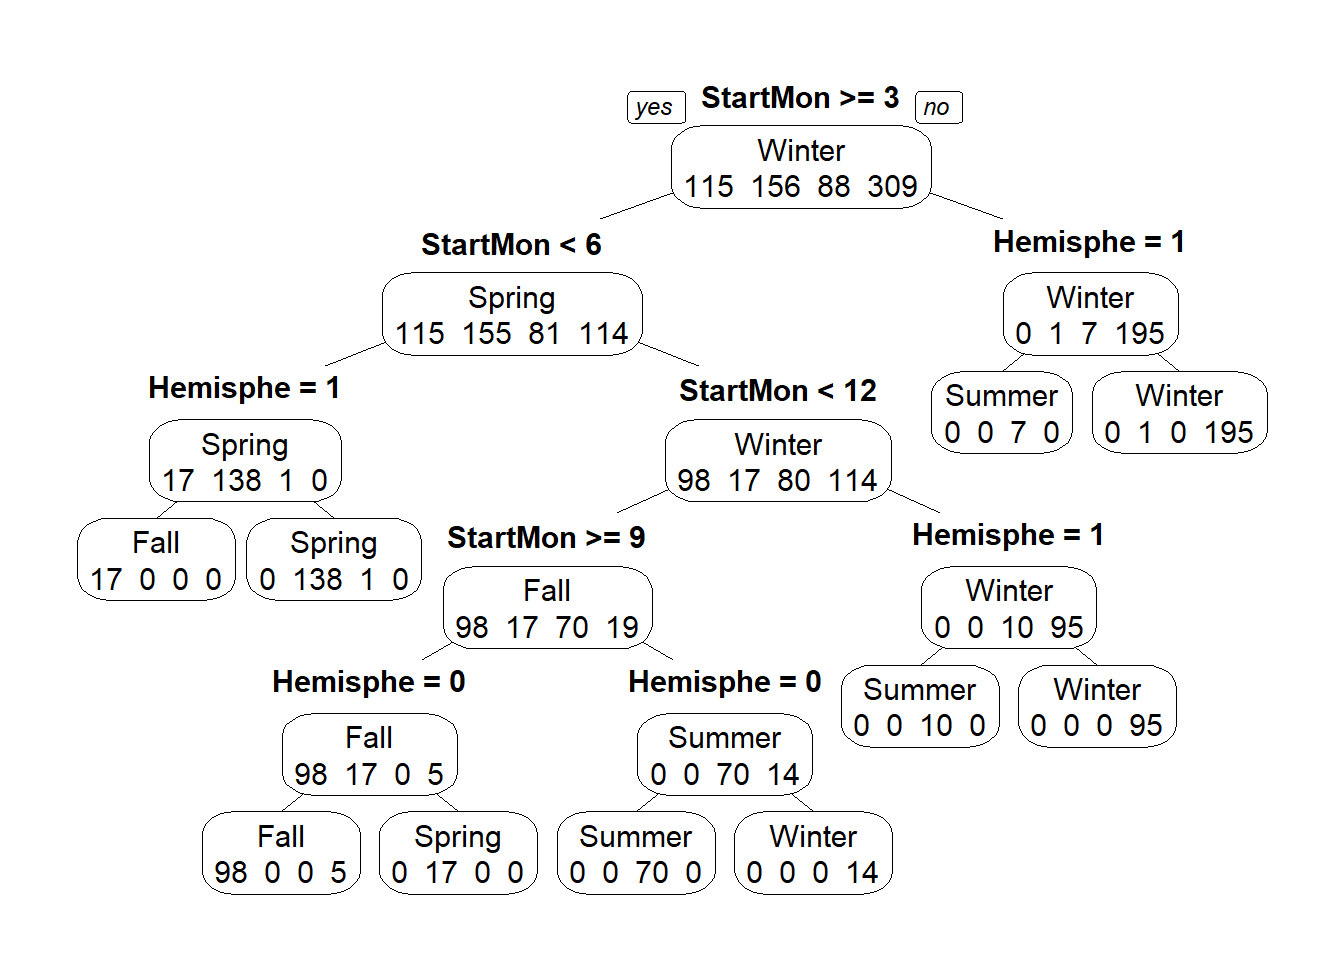 yes StartMon >= 3 no
Winter
115 156 88 309
StartMon < 6 Hemisphe = 1
Spring Winter
115 155 81 114 0 1 7 195
Hemisphe = 1 StartMon < 12 Summer Winter
0 0 7 0 0 1 0 195
Spring Winter
17 138 1 0 98 17 80 114
Fall Spring StartMon >= 9 Hemisphe = 1
17 0 0 0 0 138 1 0 Fall Winter
98 17 70 19 0 0 10 95
Hemisphe = 0 Hemisphe = 0 Summer Winter
0 0 10 0 0 0 0 95
Fall Summer
98 17 0 5 0 0 70 14
Fall Spring Summer Winter
98 0 0 5 0 17 0 0 0 0 70 0 0 0 0 14